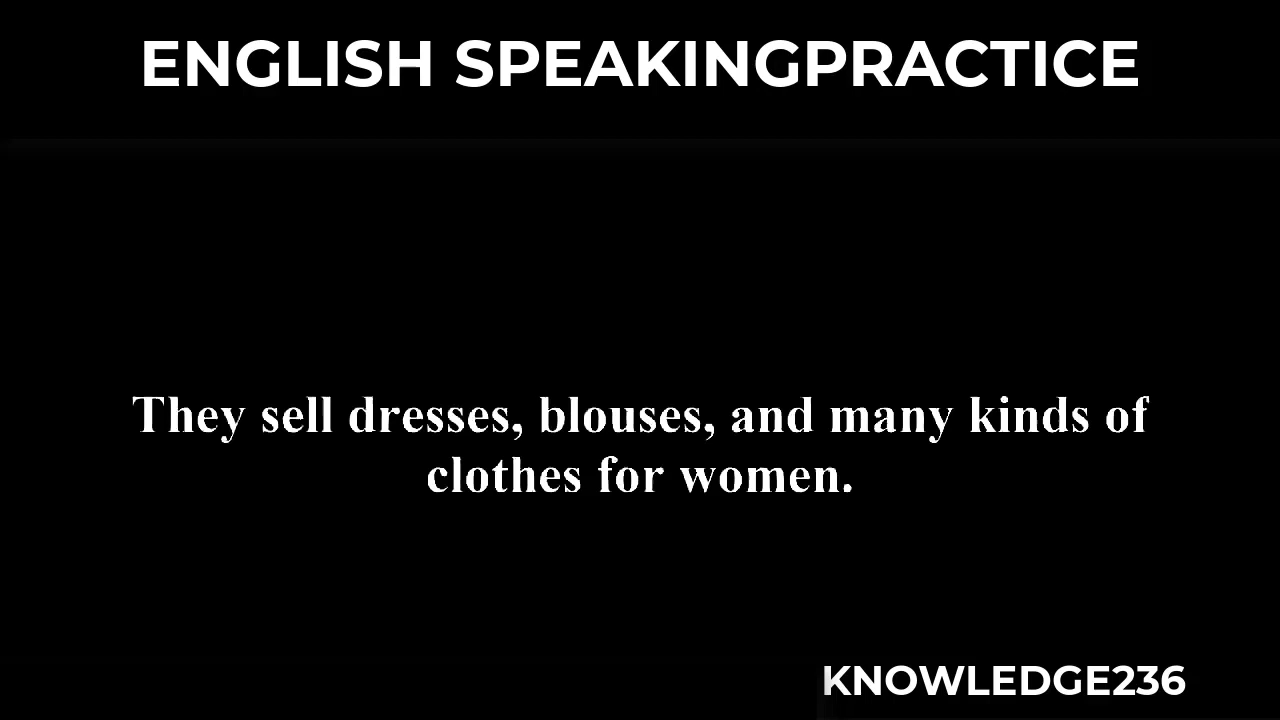 ENGLISH SPEAKINGPRACTICE
They sell dresses, blouses, and many kinds of
clothes for women.
KNOWLEDGE236